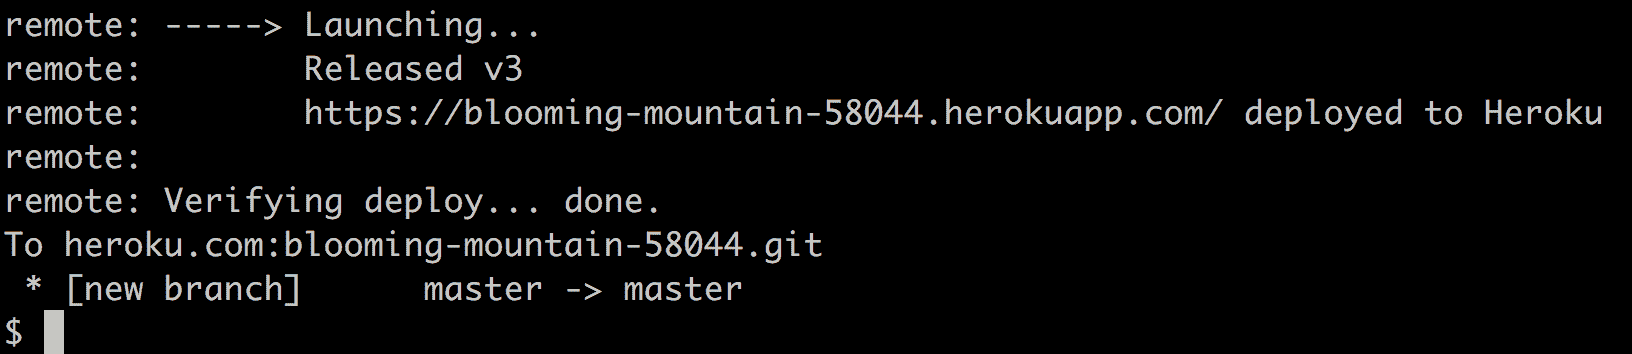 remote: -----> Launching...
remote:        Released v3
remote:        https://blooming-mountain-58044.herokuapp.com/ deployed to Heroku
remote:
remote: Verifying deploy... done.
To heroku.com:blooming-mountain-58044.git
 * [new branch]      master -> master
$